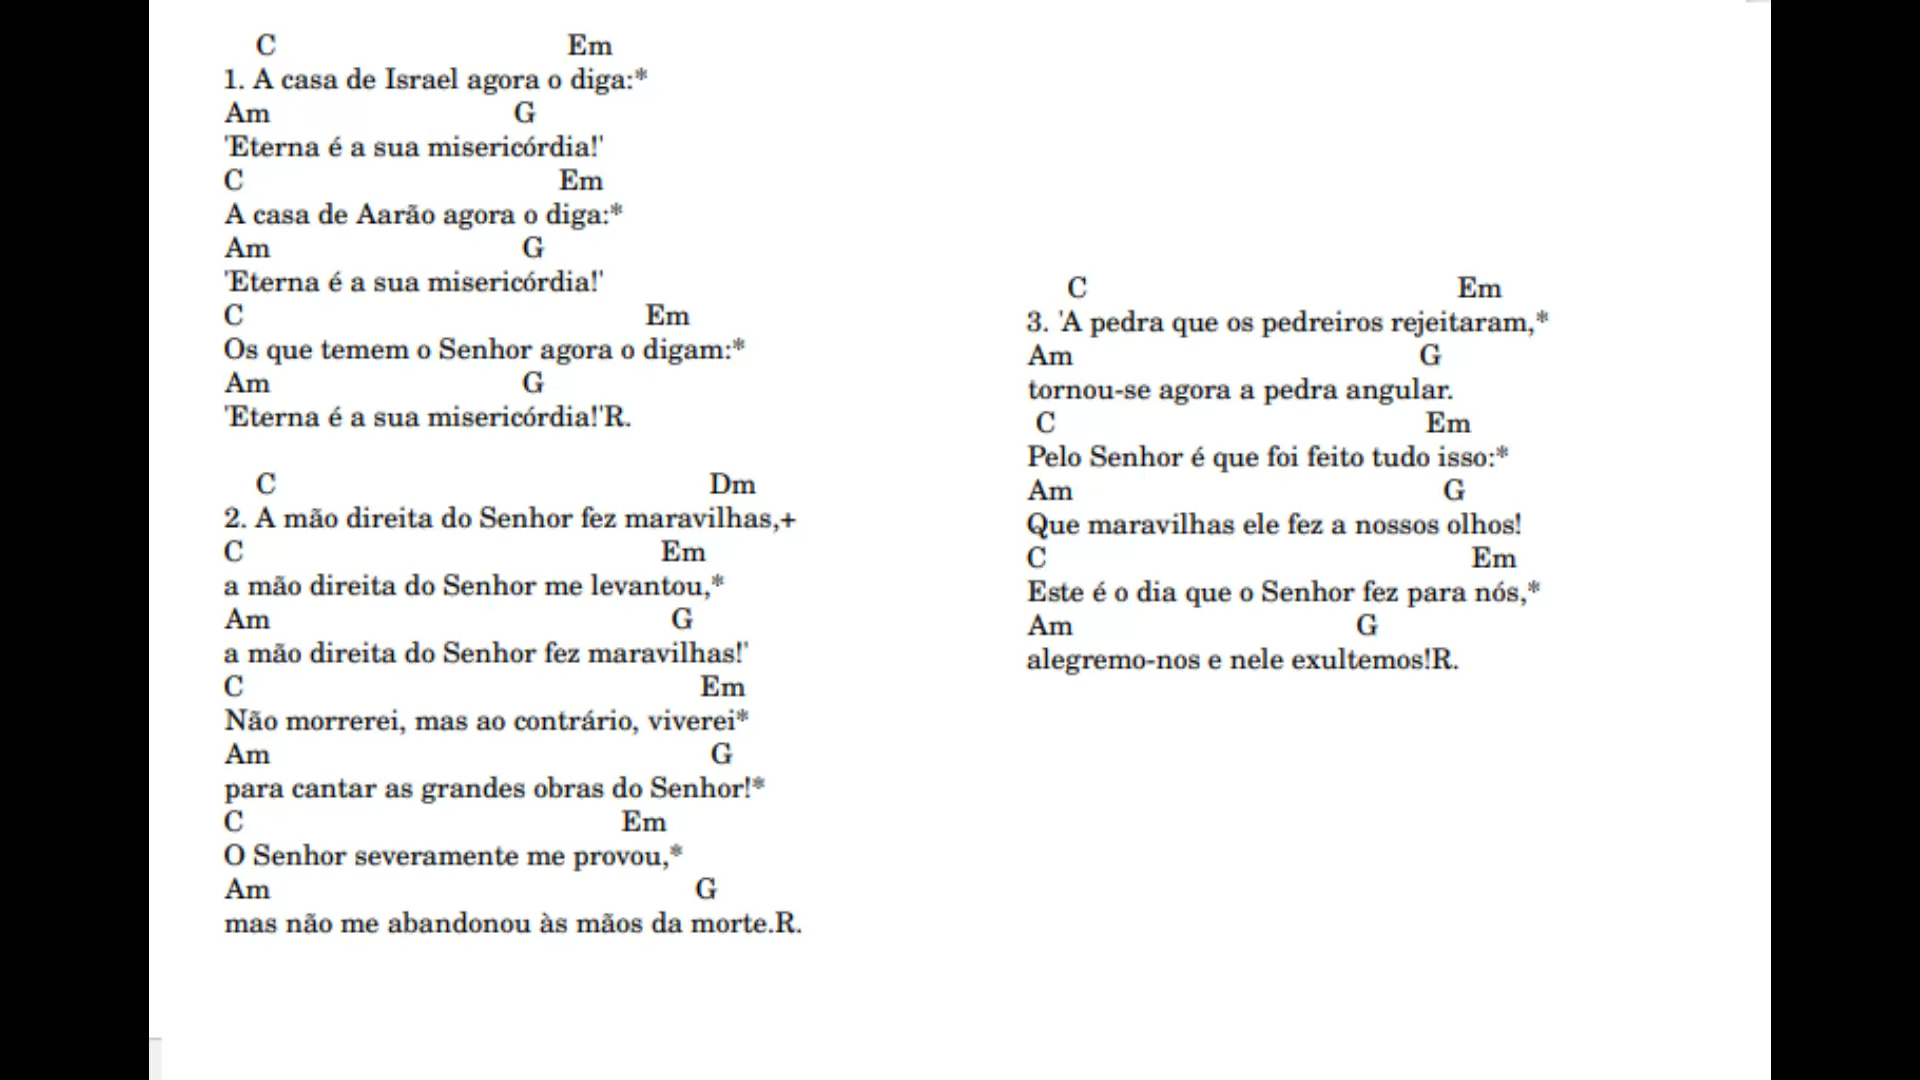 C Em
1. A casa de Israel agora o diga:*
Am G
'Eterna é a sua misericórdia!'
C Em
A casa de Aarão agora o diga:*
Am G
'Eterna é a sua misericórdia!'
C Em
Os que temem o Senhor agora o digam:*
Am G
'Eterna é a sua misericórdia!'R.
C Dm
2. A mão direita do Senhor fez maravilhas,+
C Em
a mão direita do Senhor me levantou,*
Am G
a mão direita do Senhor fez maravilhas!'
C Em
Não morrerei, mas ao contrário, viverei*
Am G
para cantar as grandes obras do Senhor!*
C Em
O Senhor severamente me provou,*
Am G
mas não me abandonou às mãos da morte.R.
C Em
3. 'A pedra que os pedreiros rejeitaram,*
Am G
tornou-se agora a pedra angular.
C Em
Pelo Senhor é que foi feito tudo isso:*
Am G
Que maravilhas ele fez a nossos olhos!
C Em
Este é o dia que o Senhor fez para nós,*
Am G
alegremo-nos e nele exultemos!R.